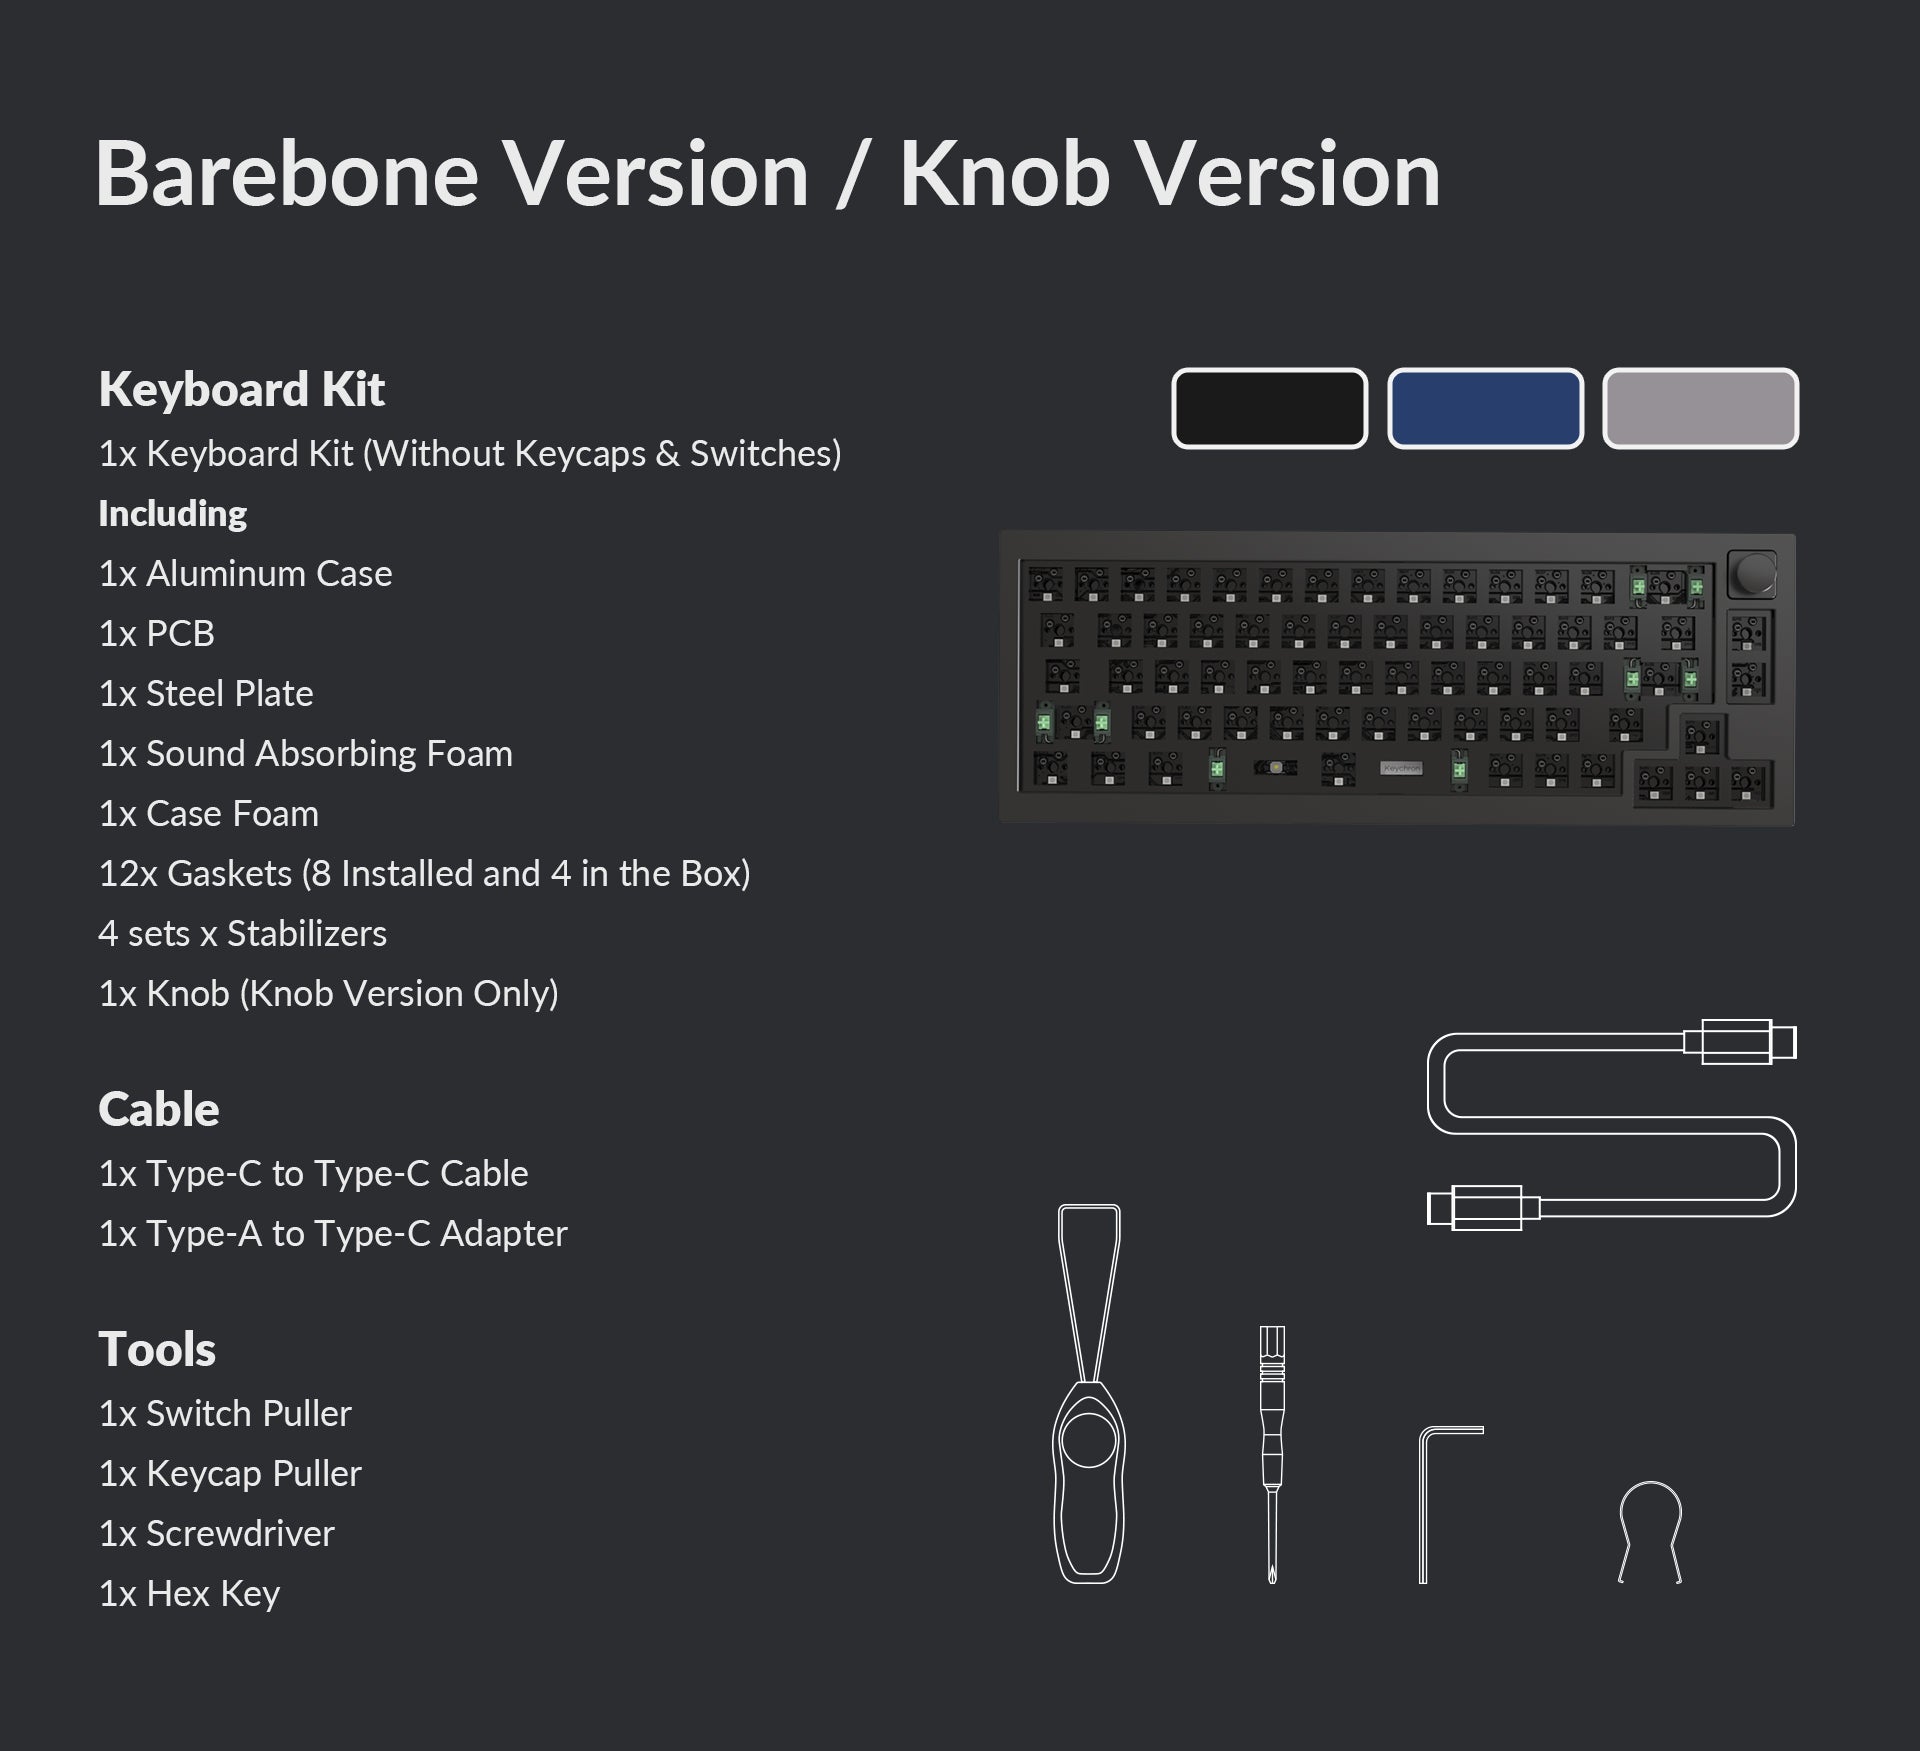 Barebone Version / Knob Version
Keyboard Kit
1x Keyboard Kit (Without Keycaps & Switches)
Including
1x Aluminum Case
1x PCB
1x Steel Plate
1x Sound Absorbing Foam
1x Case Foam
12x Gaskets (8 Installed and 4 in the Box)
4 sets x Stabilizers
1x Knob (Knob Version Only)
Keychron
Cable
1x Type-C to Type-C Cable
1x Type-A to Type-C Adapter
Tools
1x Switch Puller
1x Keycap Puller
1x Screwdriver
1x Hex Key